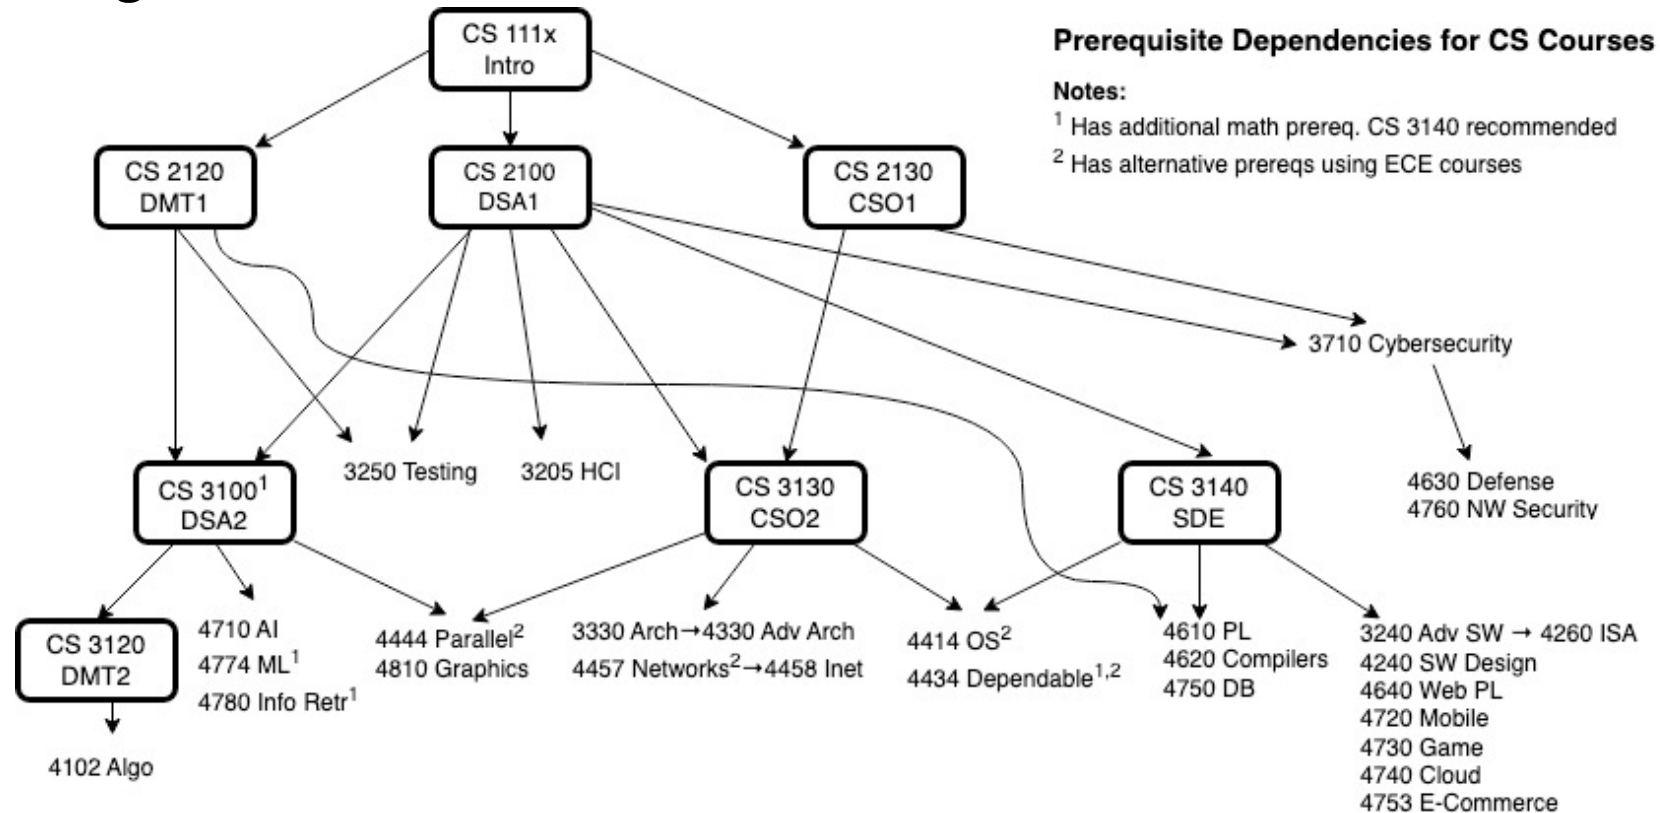 CS 111x
Intro
Prerequisite Dependencies for CS Courses
Notes:
¹ Has additional math prereq. CS 3140 recommended
² Has alternative prereqs using ECE courses
CS 2120
DMT1
CS 2100
DSA1
CS 2130
CSO1
3710 Cybersecurity
4630 Defense
4760 NW Security
CS 3100¹
DSA2
3250 Testing
3205 HCI
CS 3130
CSO2
CS 3140
SDE
CS 3120
DMT2
4102 Algo
4710 AI
4774 ML¹
4780 Info Retr¹
4444 Parallel²
4810 Graphics
3330 Arch→4330 Adv Arch
4457 Networks²→4458 Inet
4414 OS²
4434 Dependable¹,²
4610 PL
4620 Compilers
4750 DB
3240 Adv SW → 4260 ISA
4240 SW Design
4640 Web PL
4720 Mobile
4730 Game
4740 Cloud
4753 E-Commerce